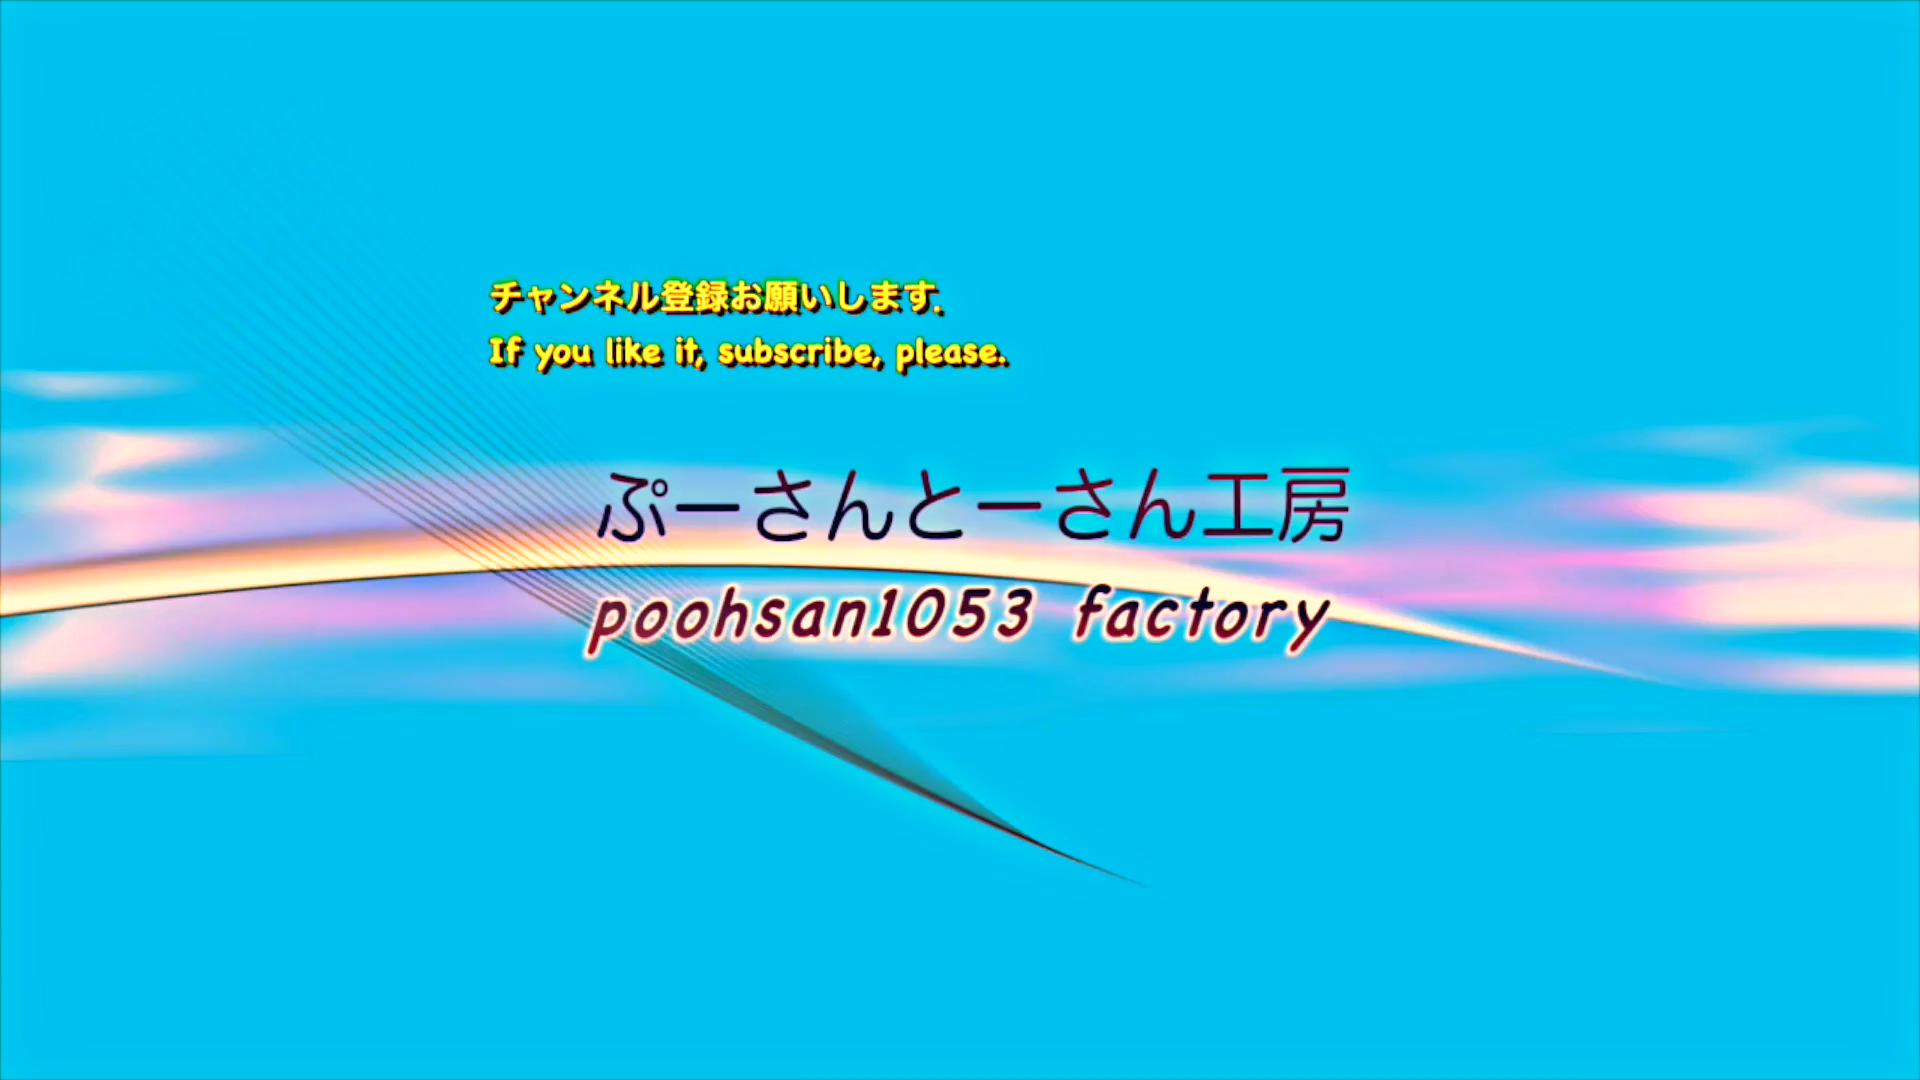 チャンネル登録お願いします.
If you like it, subscribe, please.
ぷーさんとーさん工房
poohsan1053 factory